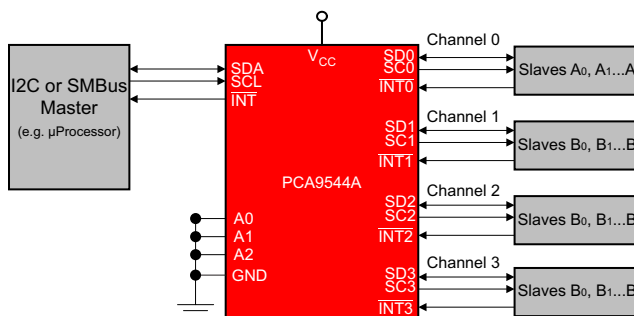 Channel 0
VCC
I2C or SMBus
Master
(e.g. µProcessor)
SDA
SCL
INT
SD0
SC0
INT0
Slaves A0, A1...A
Channel 1
SD1
SC1
INT1
Slaves B0, B1...B
PCA9544A
Channel 2
SD2
SC2
INT2
Slaves B0, B1...B
A0
A1
A2
GND
Channel 3
SD3
SC3
INT3
Slaves B0, B1...B